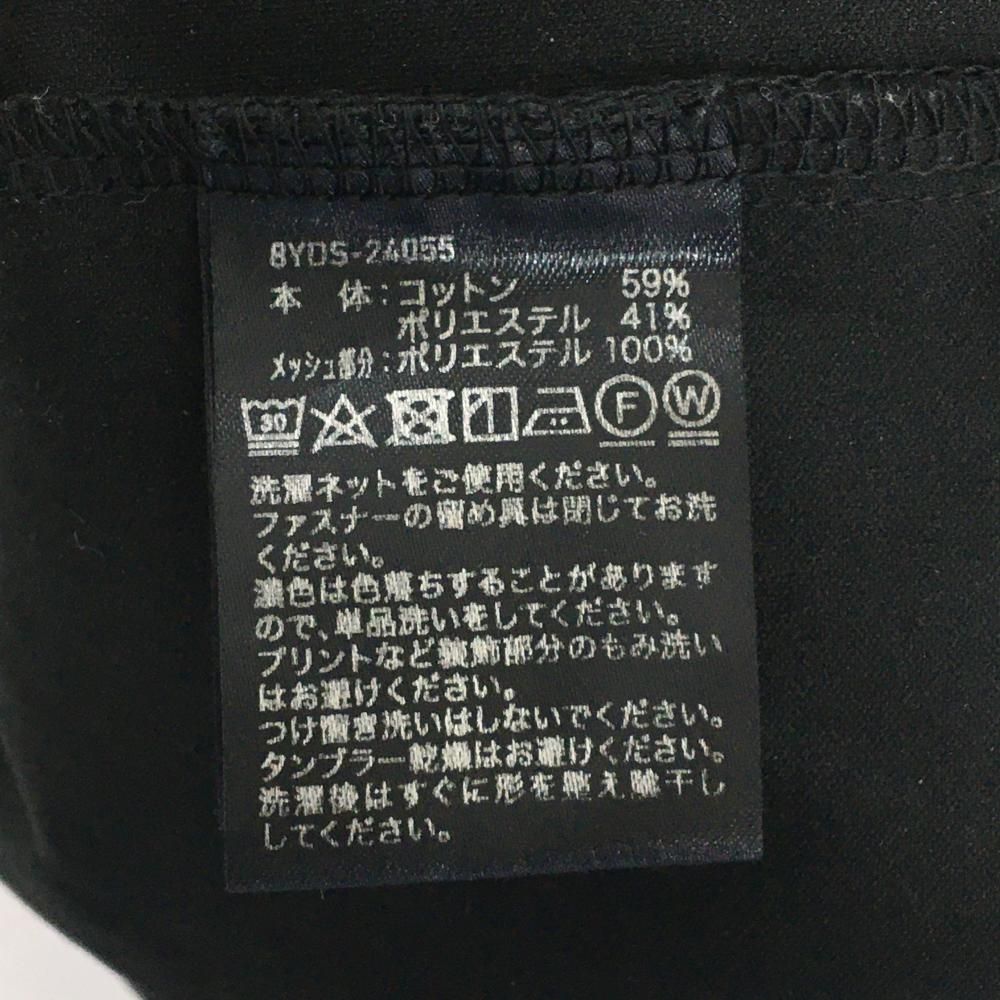 8YDS-24055
本 体：コットン 59%
ポリエステル 41%
メッシュ部分：ポリエステル 100%
30 F W
洗濯ネットをご使用ください。
ファスナーの留め具は閉じてお洗
ください。
濃色は色落ちすることがあります
ので、単品洗いをしてください。
プリントなど装飾部分のもみ洗い
はお避けください。
つけ置き洗いはしないでください。
タンブラー乾燥はお避けください。
洗濯後はすぐに形を整え陰干し
してください。